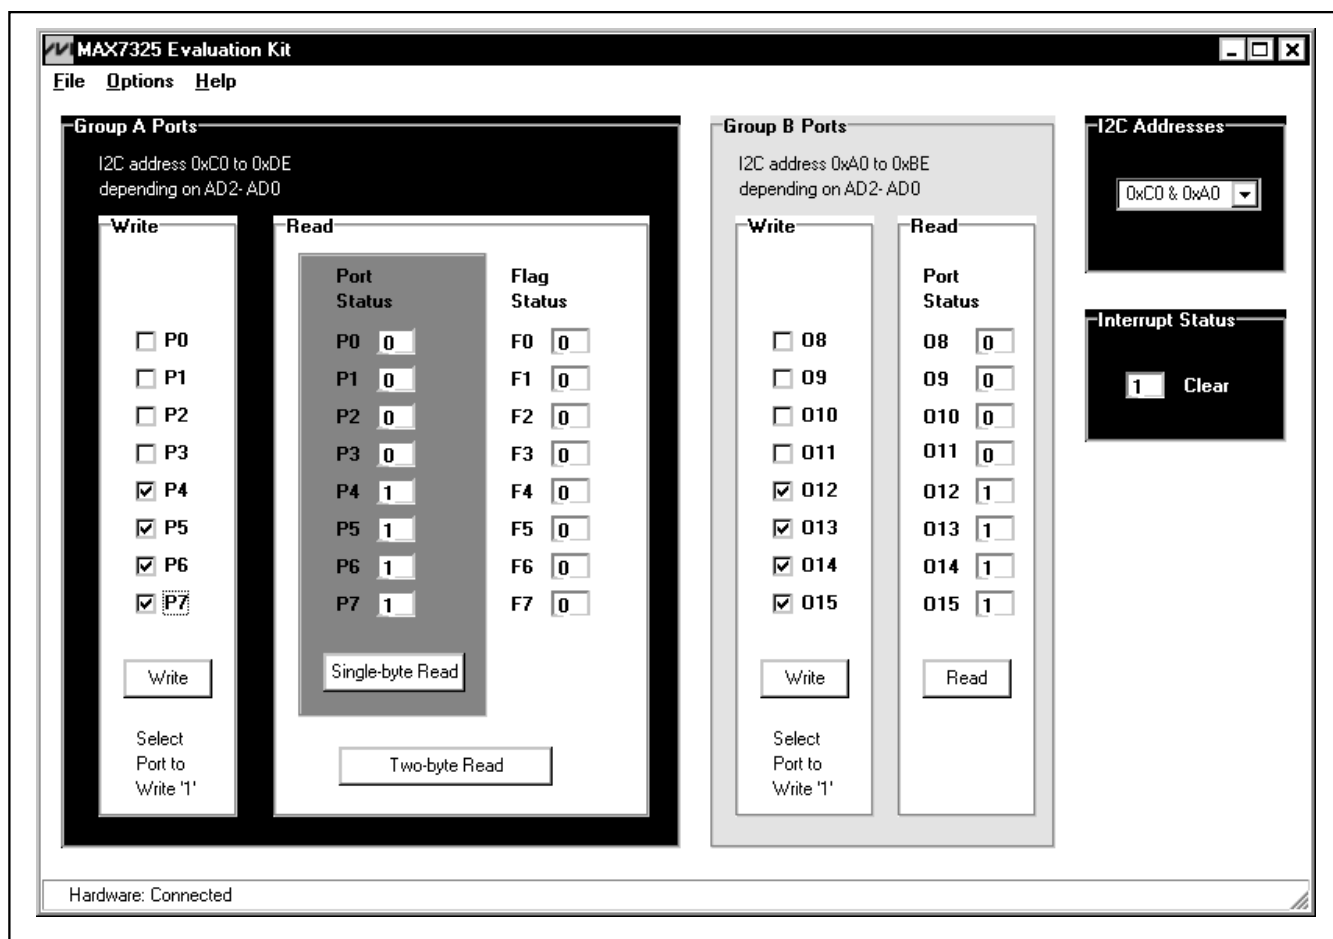 MAX7325 Evaluation Kit
File Options Help
Group A Ports
I2C address 0xC0 to 0xDE
depending on AD2- AD0
Write
P0
P1
P2
P3
P4
P5
P6
P7
Write
Select
Port to
Write '1'
Read
Port
Status
P0 0
P1 0
P2 0
P3 0
P4 1
P5 1
P6 1
P7 1
Single-byte Read
Flag
Status
F0 0
F1 0
F2 0
F3 0
F4 0
F5 0
F6 0
F7 0
Two-byte Read
Group B Ports
I2C address 0xA0 to 0xBE
depending on AD2- AD0
Write
O8
O9
O10
O11
O12
O13
O14
O15
Write
Select
Port to
Write '1'
Read
Port
Status
O8 0
O9 0
O10 0
O11 0
O12 1
O13 1
O14 1
O15 1
Read
I2C Addresses
0xC0 & 0xA0
Interrupt Status
1 Clear
Hardware: Connected